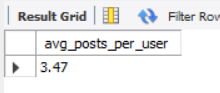 Result Grid Filter Row
avg_posts_per_user
3.47